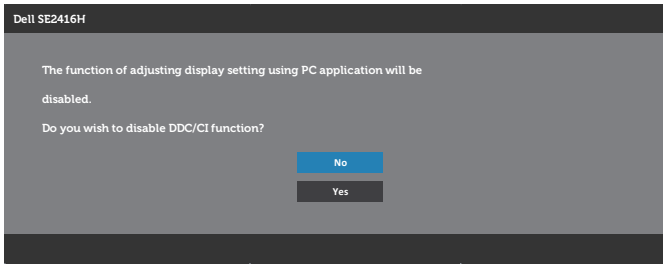 Dell SE2416H
The function of adjusting display setting using PC application will be
disabled.
Do you wish to disable DDC/CI function?
No
Yes